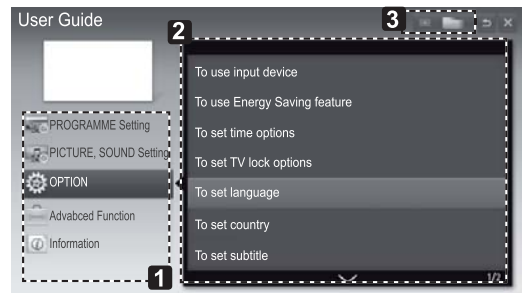 User Guide
3
2
To use input device
To use Energy Saving feature
To set time options
To set TV lock options
To set language
To set country
To set subtitle
1/2
PROGRAMME Setting
PICTURE, SOUND Setting
OPTION
Advabced Function
Information
1